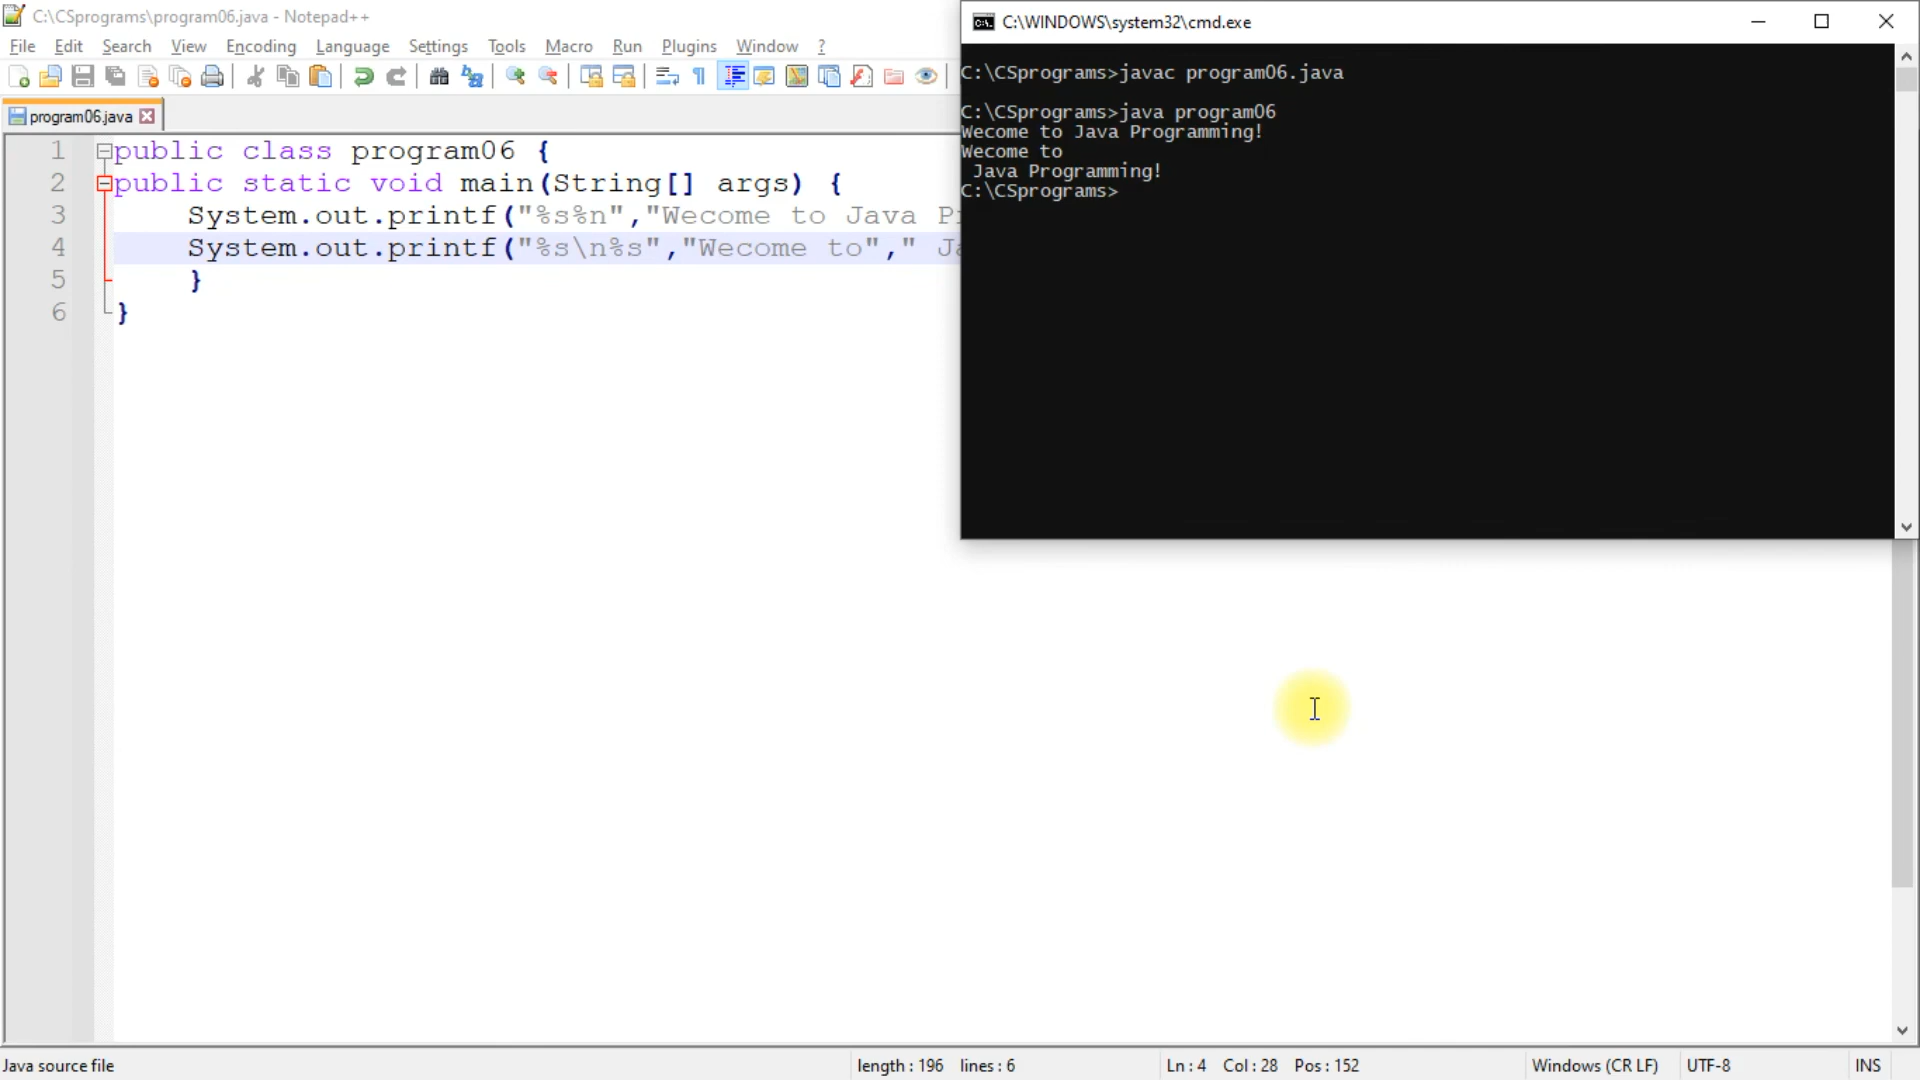 C:\CSprograms\program06.java - Notepad++
File Edit Search View Encoding Language Settings Tools Macro Run Plugins Window ?
program06.java
1 public class program06 {
2 public static void main(String[] args) {
3 System.out.printf("%s%n","Wecome to Java P
4 System.out.printf("%s\n%s","Wecome to"," Ja
5 }
6 }
C:\WINDOWS\system32\cmd.exe
C:\CSprograms>javac program06.java
C:\CSprograms>java program06
Wecome to Java Programming!
Wecome to
Java Programming!
C:\CSprograms>
Java source file length : 196 lines : 6 Ln : 4 Col : 28 Pos : 152 Windows (CR LF) UTF-8 INS